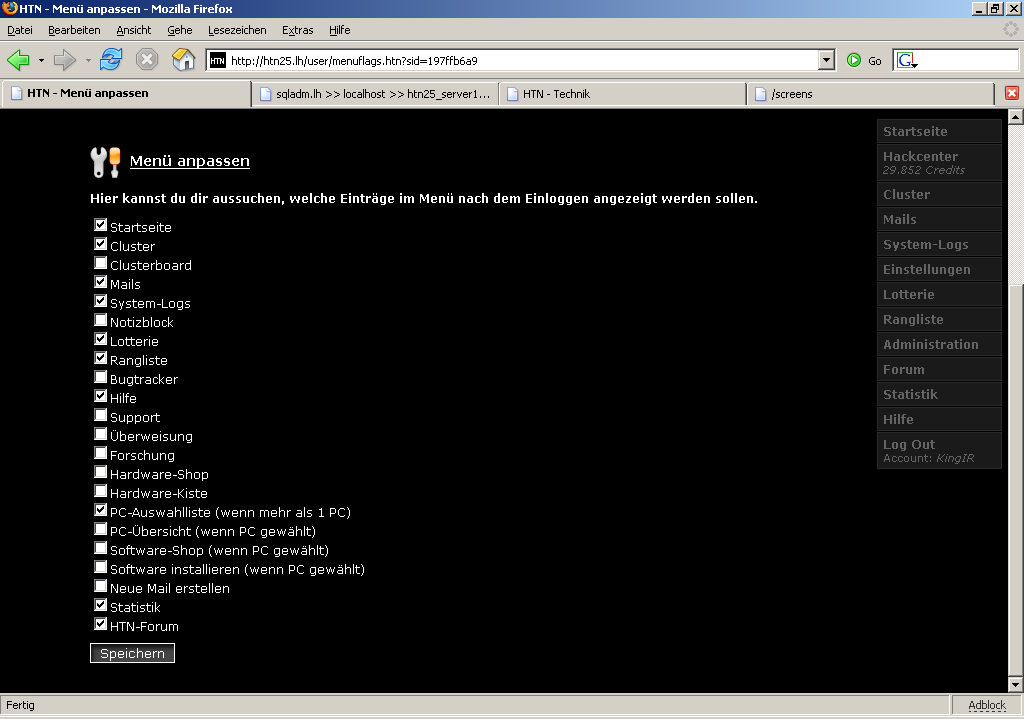 HTN - Menü anpassen - Mozilla Firefox
Datei Bearbeiten Ansicht Gehe Lesezeichen Extras Hilfe
HTN http://htn25.lh/user/menuflags.htn?sid=197ffb6a9 Go G
HTN - Menü anpassen sqladm.lh >> localhost >> htn25_server1... HTN - Technik /screens
Menü anpassen
Hier kannst du dir aussuchen, welche Einträge im Menü nach dem Einloggen angezeigt werden sollen.
Startseite
Cluster
Clusterboard
Mails
System-Logs
Notizblock
Lotterie
Rangliste
Bugtracker
Hilfe
Support
Überweisung
Forschung
Hardware-Shop
Hardware-Kiste
PC-Auswahlliste (wenn mehr als 1 PC)
PC-Übersicht (wenn PC gewählt)
Software-Shop (wenn PC gewählt)
Software installieren (wenn PC gewählt)
Neue Mail erstellen
Statistik
HTN-Forum
Speichern
Startseite
Hackcenter
29.852 Credits
Cluster
Mails
System-Logs
Einstellungen
Lotterie
Rangliste
Administration
Forum
Statistik
Hilfe
Log Out
Account: KingIR
Fertig Adblock